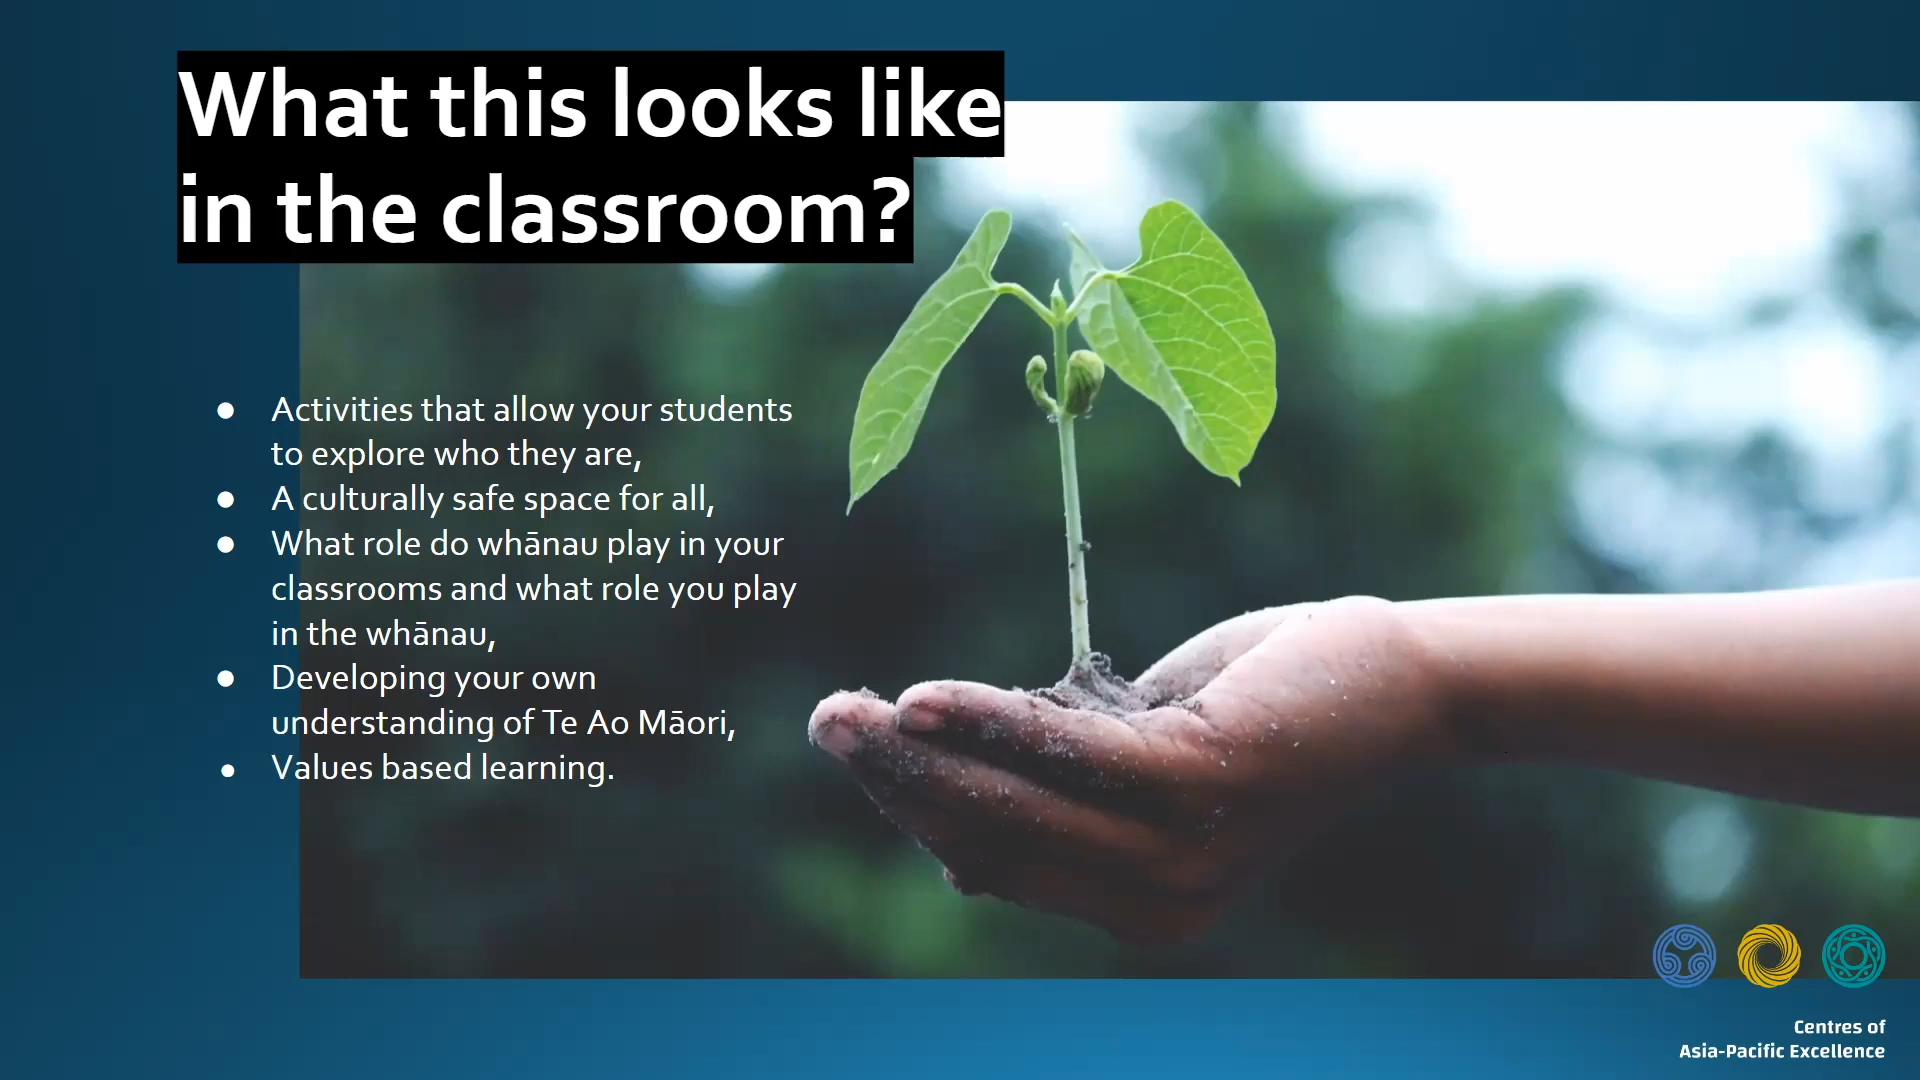 What this looks like
in the classroom?
● Activities that allow your students
to explore who they are,
● A culturally safe space for all,
● What role do whānau play in your
classrooms and what role you play
in the whānau,
● Developing your own
understanding of Te Ao Māori,
● Values based learning.
Centres of
Asia-Pacific Excellence